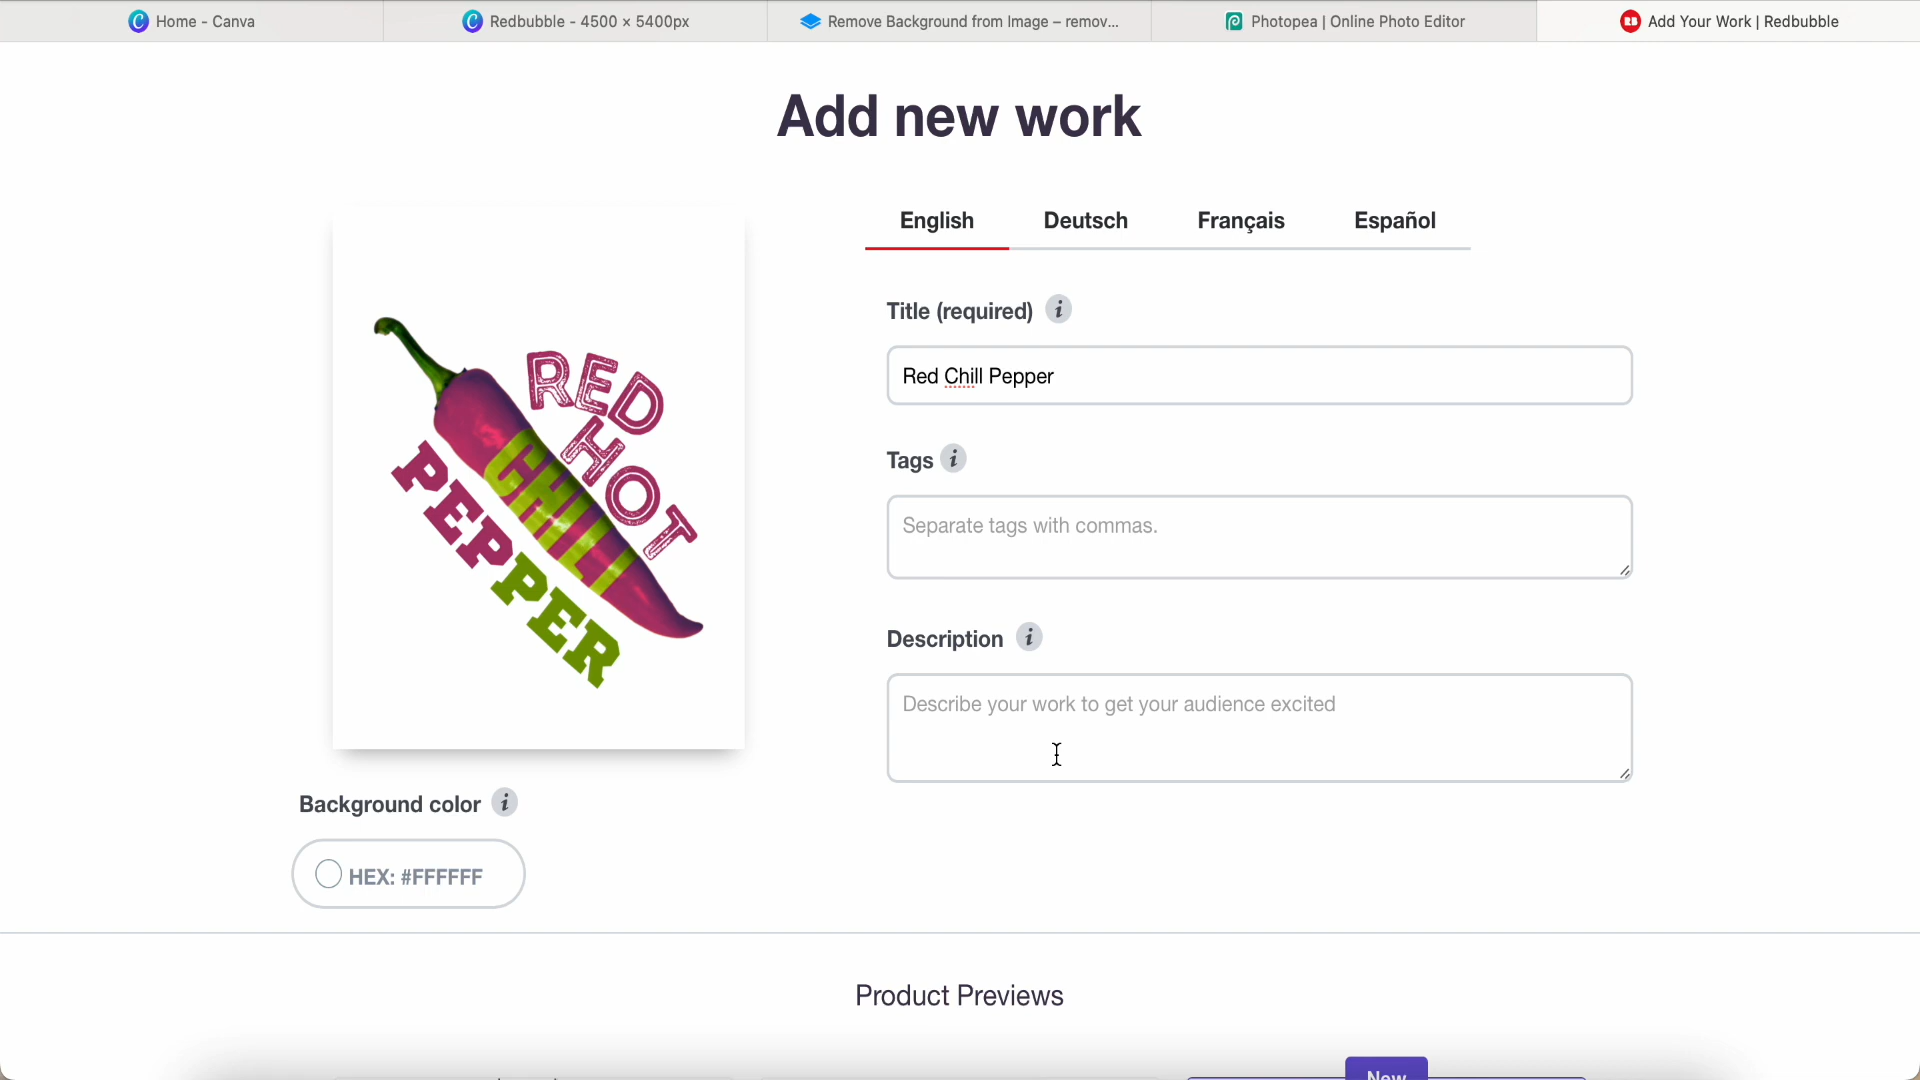 Home - Canva
Redbubble - 4500 × 5400px
Remove Background from Image – remov...
Photopea | Online Photo Editor
Add Your Work | Redbubble
Add new work
English
Deutsch
Français
Español
Title (required)
Red Chill Pepper
Tags
Separate tags with commas.
Description
Describe your work to get your audience excited
RED
HOT
CHILI
PEPPER
Background color
HEX: #FFFFFF
Product Previews
New